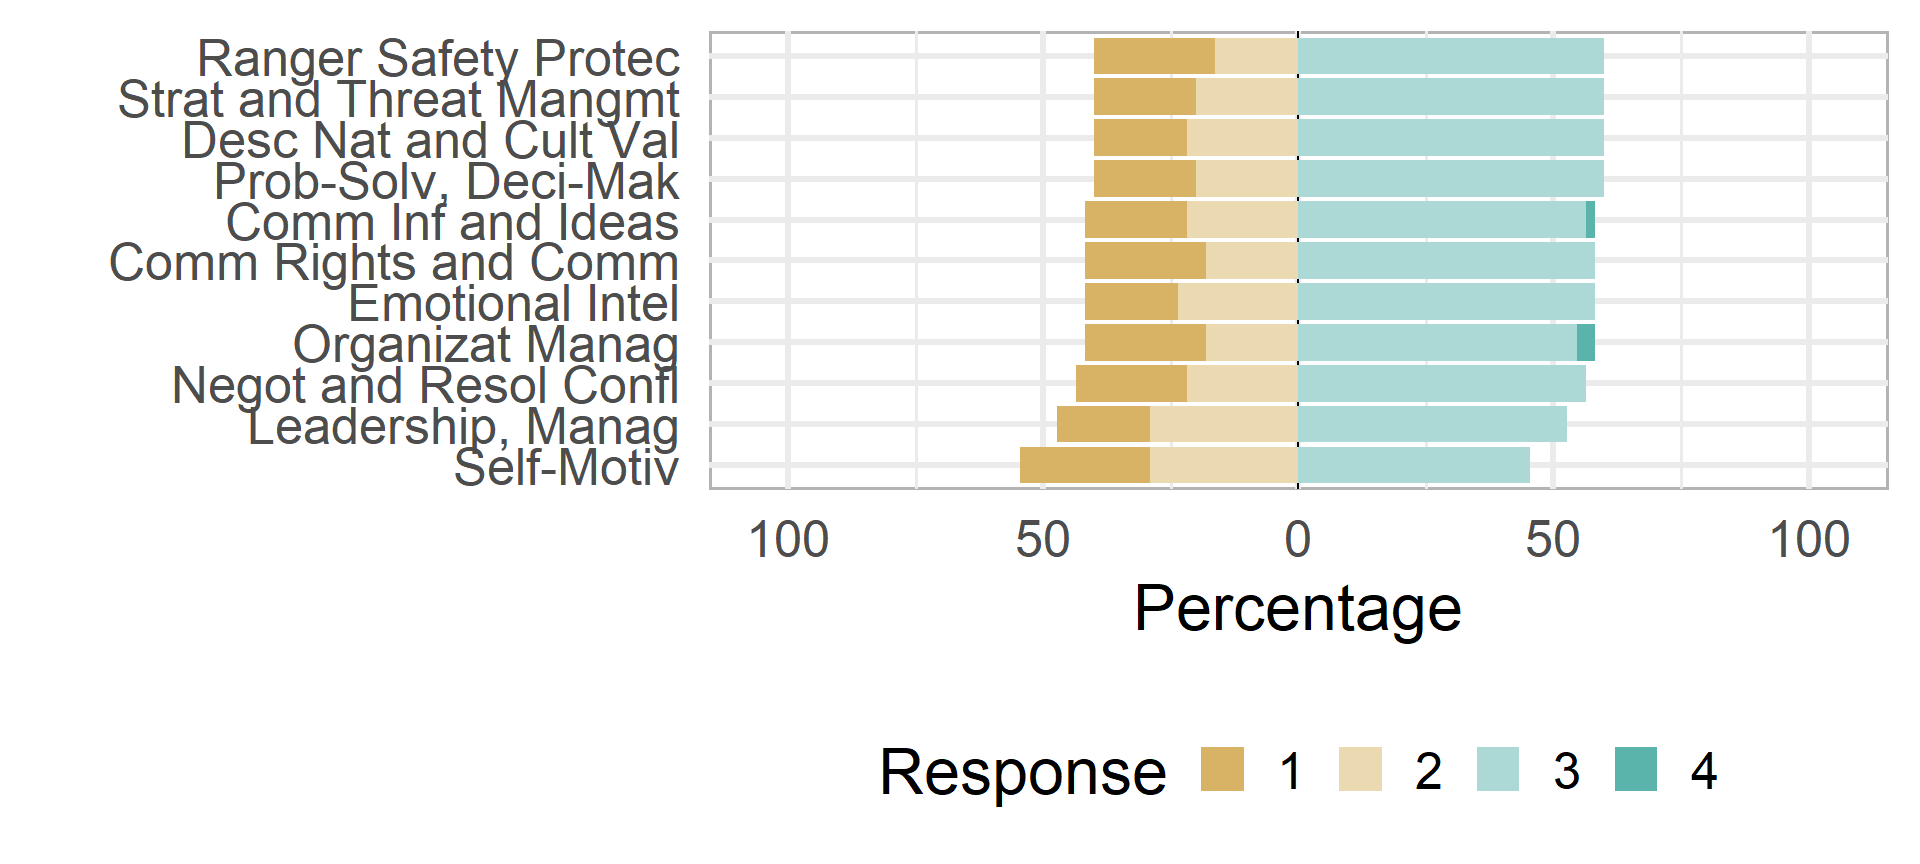 Ranger Safety Protec
Strat and Threat Mangmt
Desc Nat and Cult Val
Prob-Solv, Deci-Mak
Comm Inf and Ideas
Comm Rights and Comm
Emotional Intel
Organizat Manag
Negot and Resol Confl
Leadership, Manag
Self-Motiv
100 50 0 50 100
Percentage
Response 1 2 3 4